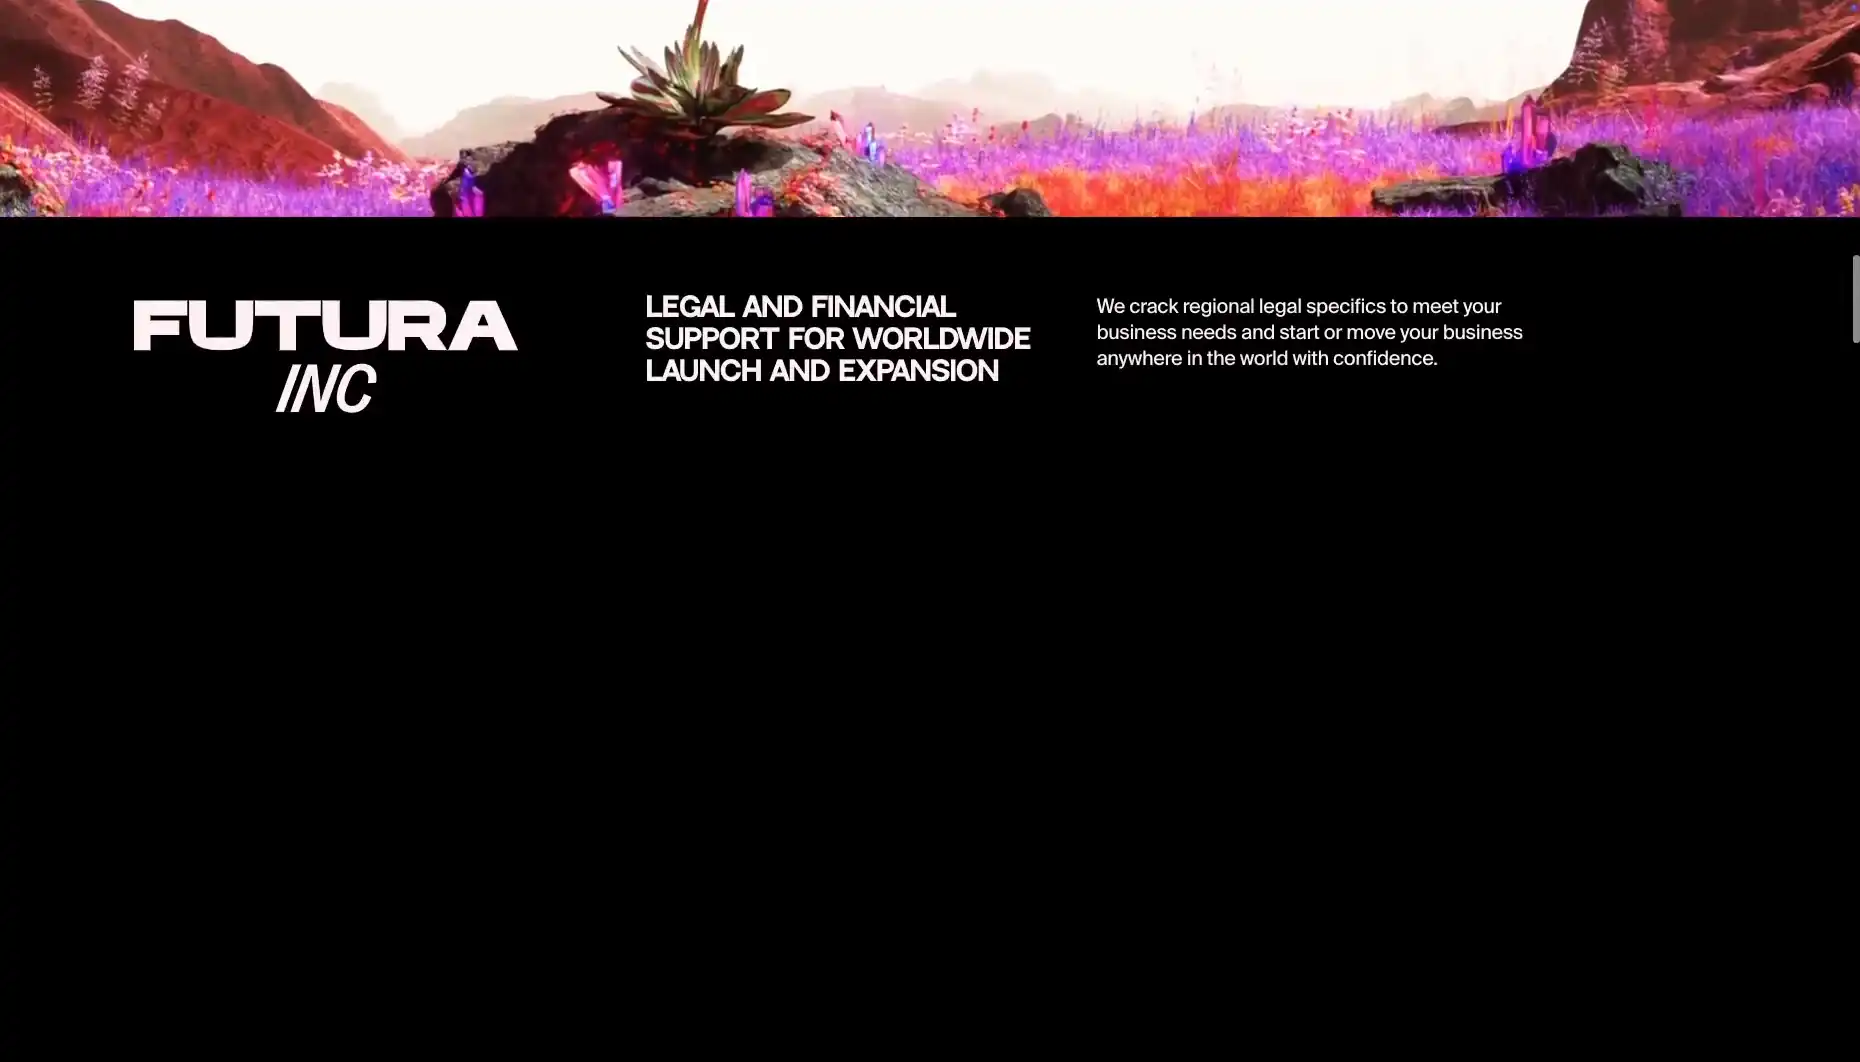 FUTURA
INC
LEGAL AND FINANCIAL
SUPPORT FOR WORLDWIDE
LAUNCH AND EXPANSION
We crack regional legal specifics to meet your
business needs and start or move your business
anywhere in the world with confidence.